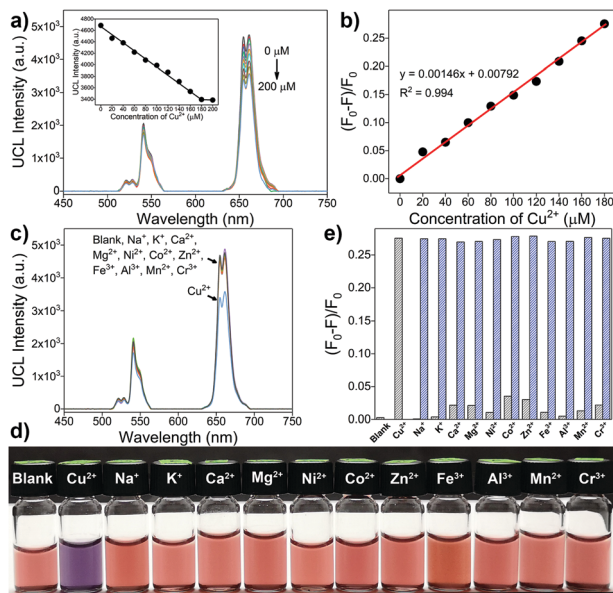 a)
UCL Intensity (a.u.)
5x10³
4x10³
3x10³
2x10³
1x10³
0
450 500 550 600 650 700 750
Wavelength (nm)
0 μM
200 μM
UCL Intensity (a.u.)
4800
4600
4400
4200
4000
3800
3600
3400
0 20 40 60 80 100 120 140 160 180 200
Concentration of Cu²⁺(μM)
b)
(F₀-F)/F₀
0.25
0.20
0.15
0.10
0.05
0.00
y = 0.00146x + 0.00792
R² = 0.994
0 20 40 60 80 100 120 140 160 180
Concentration of Cu²⁺ (μM)
c)
UCL Intensity (a.u.)
5x10³
4x10³
3x10³
2x10³
1x10³
0
Blank, Na⁺, K⁺, Ca²⁺,
Mg²⁺, Ni²⁺, Co²⁺, Zn²⁺,
Fe³⁺, Al³⁺, Mn²⁺, Cr³⁺
Cu²⁺
450 500 550 600 650 700 750
Wavelength (nm)
e)
(F₀-F)/F₀
0.25
0.20
0.15
0.10
0.05
0.00
Blank Cu²⁺ Na⁺ K⁺ Ca²⁺ Mg²⁺ Ni²⁺ Co²⁺ Zn²⁺ Fe³⁺ Al³⁺ Mn²⁺ Cr³⁺
d)
Blank Cu²⁺ Na⁺ K⁺ Ca²⁺ Mg²⁺ Ni²⁺ Co²⁺ Zn²⁺ Fe³⁺ Al³⁺ Mn²⁺ Cr³⁺